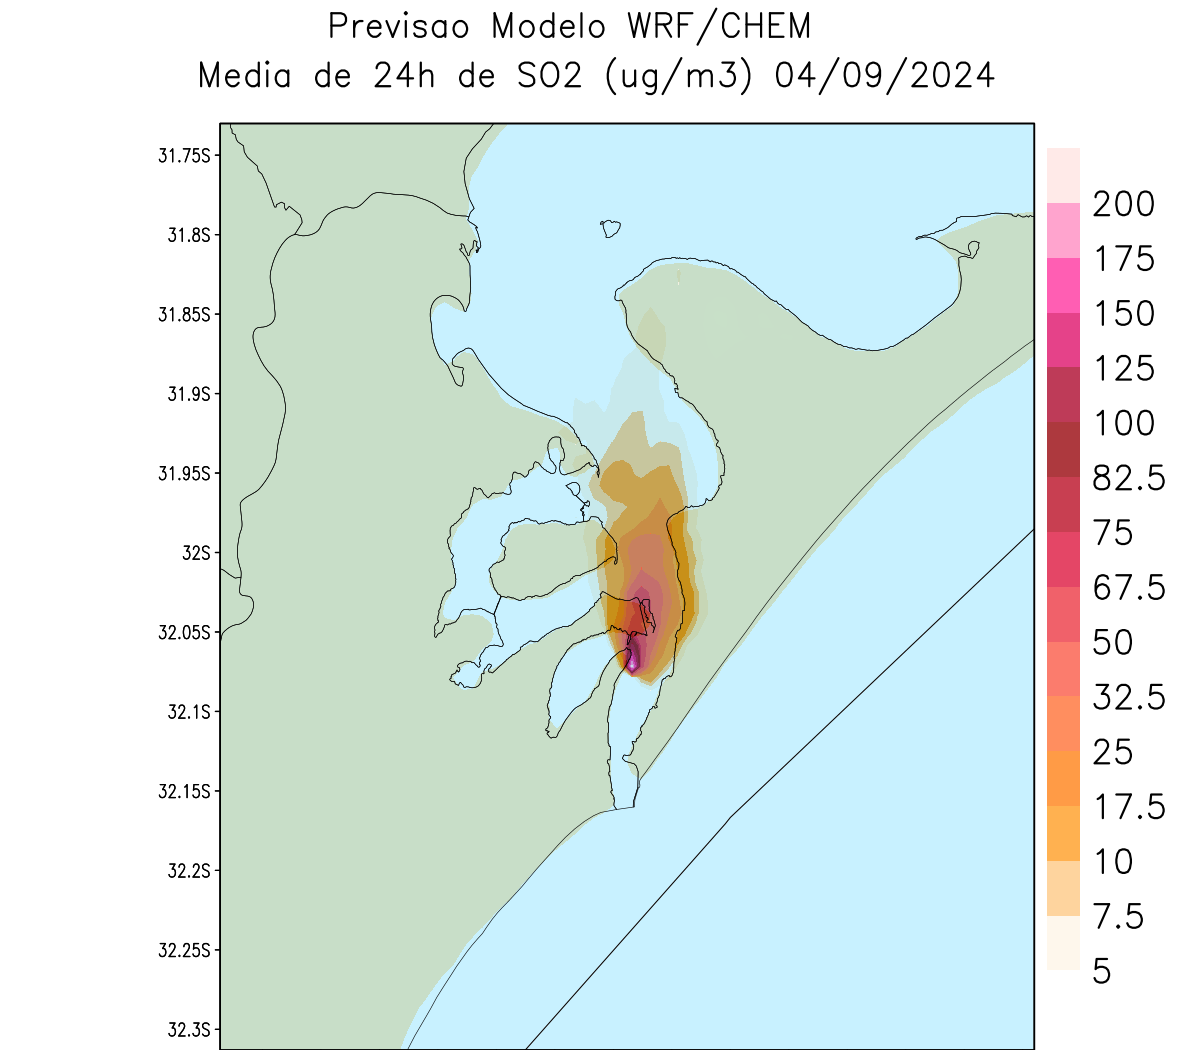 Previsao Modelo WRF/CHEM
Media de 24h de SO2 (ug/m3) 04/09/2024
31.75S
31.8S
31.85S
31.9S
31.95S
32S
32.05S
32.1S
32.15S
32.2S
32.25S
32.3S
200
175
150
125
100
82.5
75
67.5
50
32.5
25
17.5
10
7.5
5